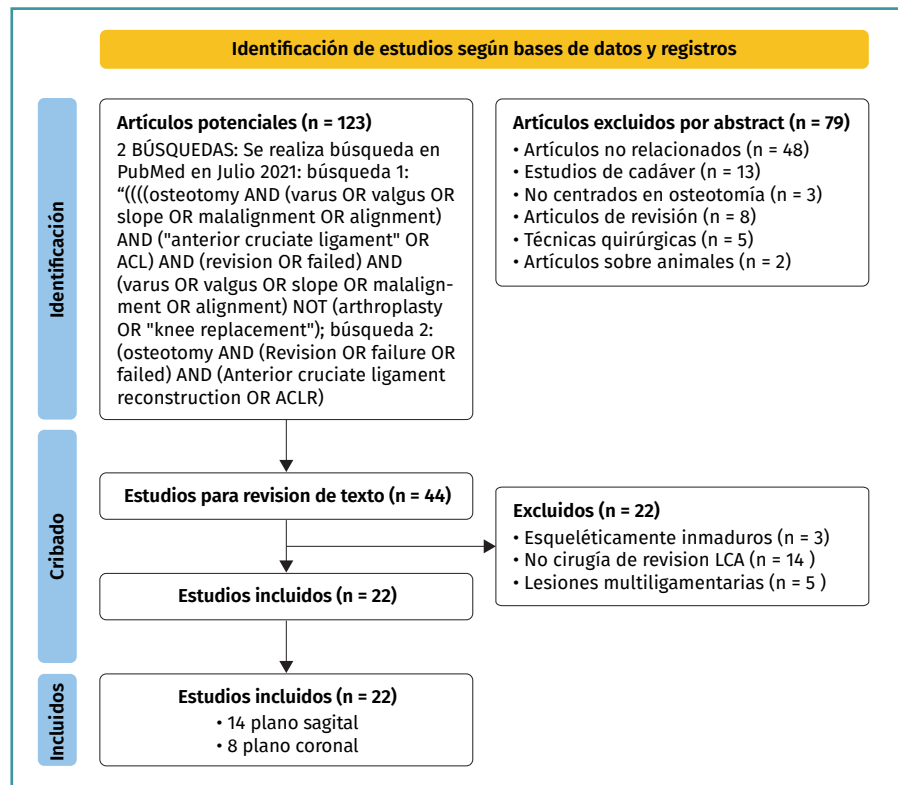 Identificación de estudios según bases de datos y registros
Identificación
Artículos potenciales (n = 123)
2 BÚSQUEDAS: Se realiza búsqueda en
PubMed en Julio 2021: búsqueda 1:
“((((osteotomy AND (varus OR valgus OR
slope OR malalignment OR alignment)
AND ("anterior cruciate ligament" OR
ACL) AND (revision OR failed) AND
(varus OR valgus OR slope OR malalign-
ment OR alignment) NOT (arthroplasty
OR "knee replacement"); búsqueda 2:
(osteotomy AND (Revision OR failure OR
failed) AND (Anterior cruciate ligament
reconstruction OR ACLR)
Artículos excluidos por abstract (n = 79)
• Artículos no relacionados (n = 48)
• Estudios de cadáver (n = 13)
• No centrados en osteotomía (n = 3)
• Articulos de revisión (n = 8)
• Técnicas quirúrgicas (n = 5)
• Artículos sobre animales (n = 2)
Cribado
Estudios para revision de texto (n = 44)
Excluidos (n = 22)
• Esqueléticamente inmaduros (n = 3)
• No cirugía de revision LCA (n = 14 )
• Lesiones multiligamentarias (n = 5 )
Estudios incluidos (n = 22)
Incluidos
Estudios incluidos (n = 22)
• 14 plano sagital
• 8 plano coronal